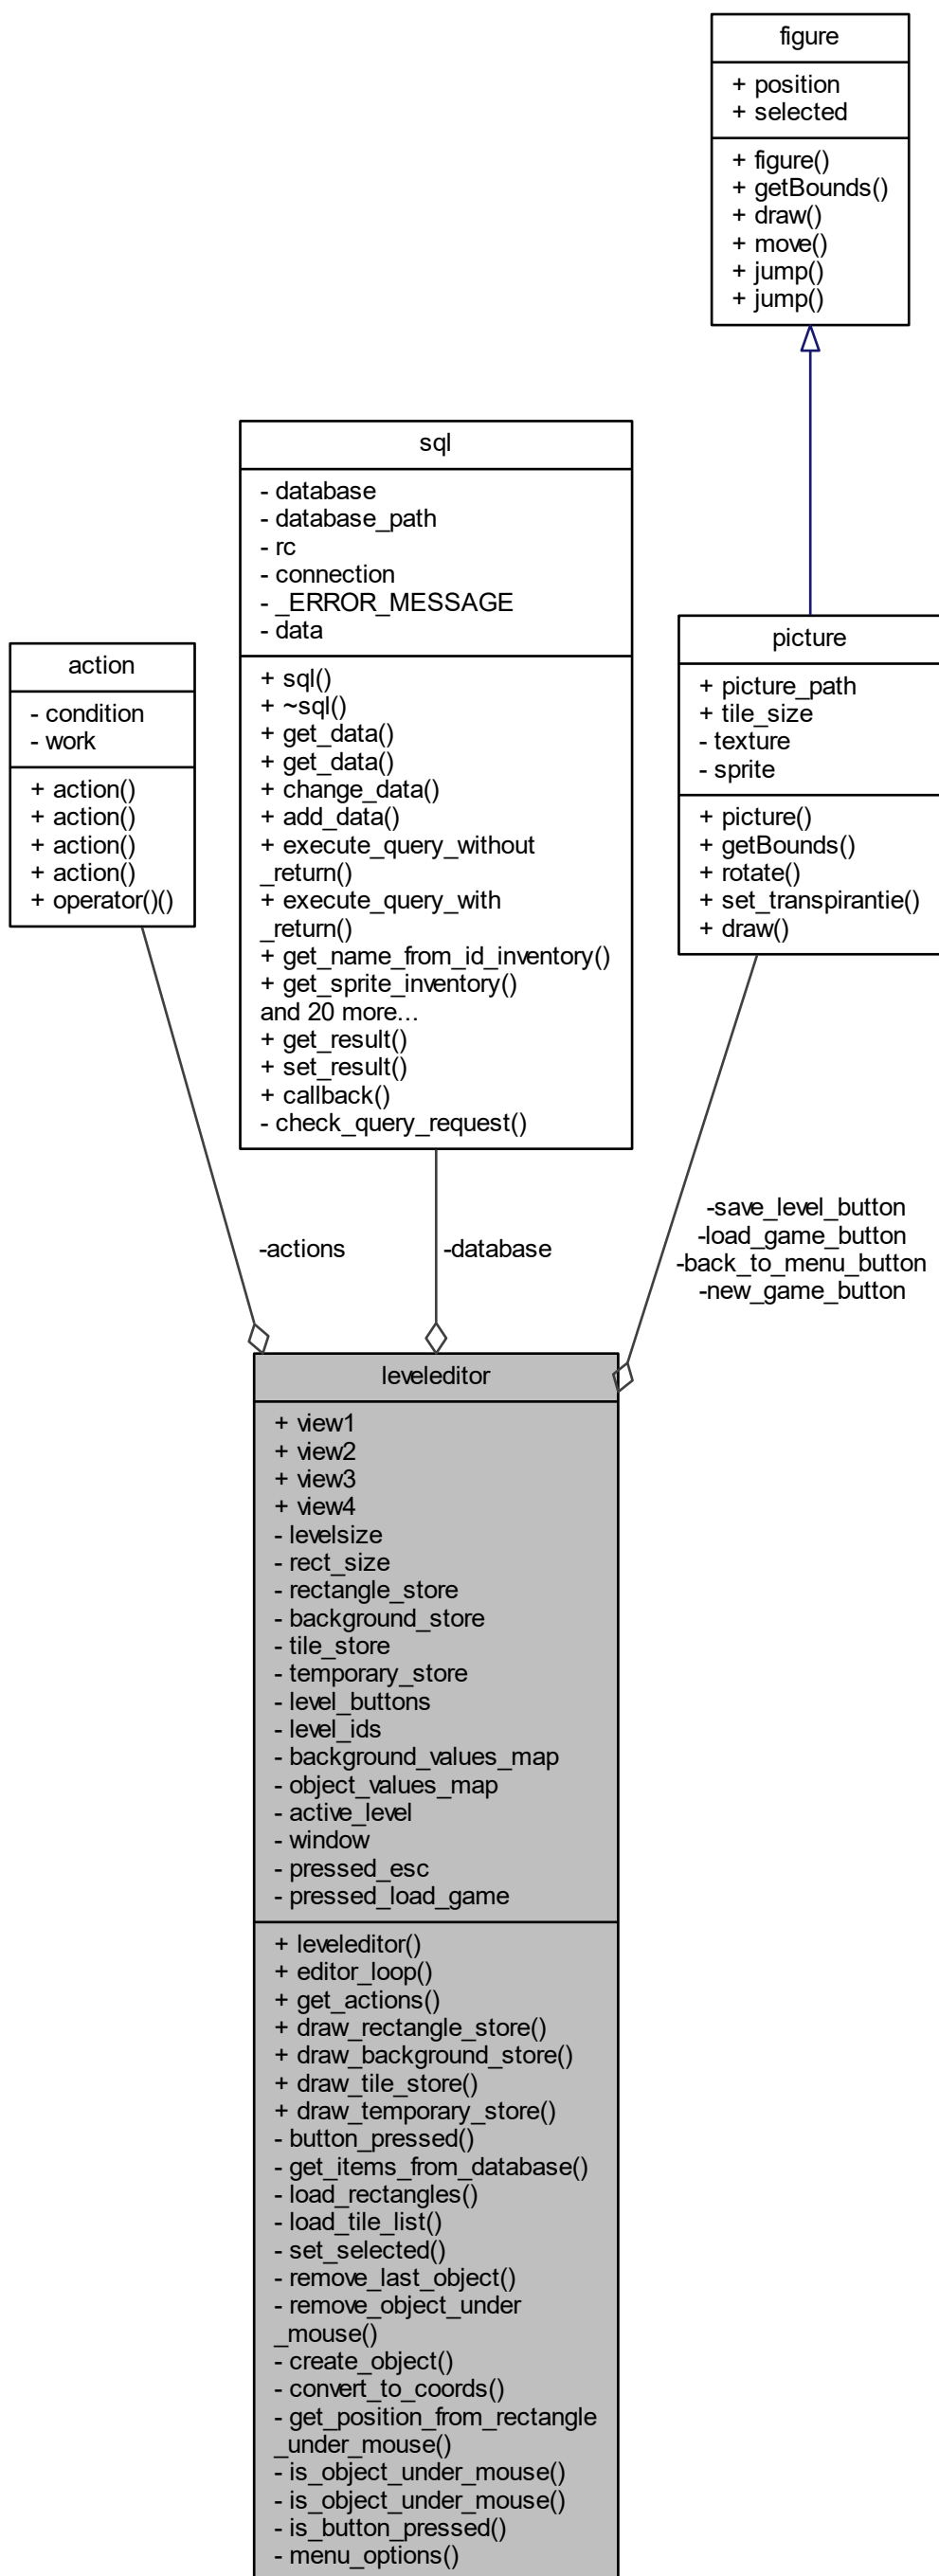 figure
+ position
+ selected
+ figure()
+ getBounds()
+ draw()
+ move()
+ jump()
+ jump()
sql
- database
- database_path
- rc
- connection
- _ERROR_MESSAGE
- data
+ sql()
+ ~sql()
+ get_data()
+ get_data()
+ change_data()
+ add_data()
+ execute_query_without
_return()
+ execute_query_with
_return()
+ get_name_from_id_inventory()
+ get_sprite_inventory()
and 20 more...
+ get_result()
+ set_result()
+ callback()
- check_query_request()
action
- condition
- work
+ action()
+ action()
+ action()
+ action()
+ operator()()
picture
+ picture_path
+ tile_size
- texture
- sprite
+ picture()
+ getBounds()
+ rotate()
+ set_transpirantie()
+ draw()
-actions
-database
-save_level_button
-load_game_button
-back_to_menu_button
-new_game_button
leveleditor
+ view1
+ view2
+ view3
+ view4
- levelsize
- rect_size
- rectangle_store
- background_store
- tile_store
- temporary_store
- level_buttons
- level_ids
- background_values_map
- object_values_map
- active_level
- window
- pressed_esc
- pressed_load_game
+ leveleditor()
+ editor_loop()
+ get_actions()
+ draw_rectangle_store()
+ draw_background_store()
+ draw_tile_store()
+ draw_temporary_store()
- button_pressed()
- get_items_from_database()
- load_rectangles()
- load_tile_list()
- set_selected()
- remove_last_object()
- remove_object_under
_mouse()
- create_object()
- convert_to_coords()
- get_position_from_rectangle
_under_mouse()
- is_object_under_mouse()
- is_object_under_mouse()
- is_button_pressed()
- menu_options()